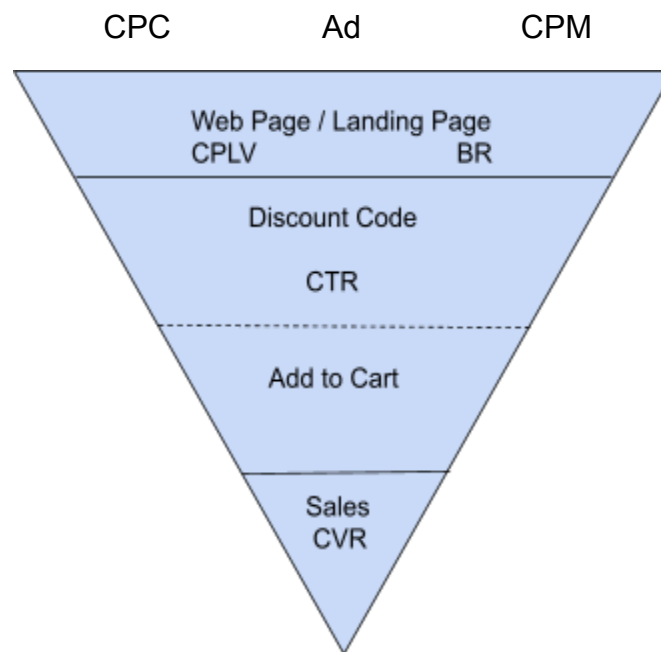 CPC Ad CPM
Web Page / Landing Page
CPLV BR
Discount Code
CTR
Add to Cart
Sales
CVR